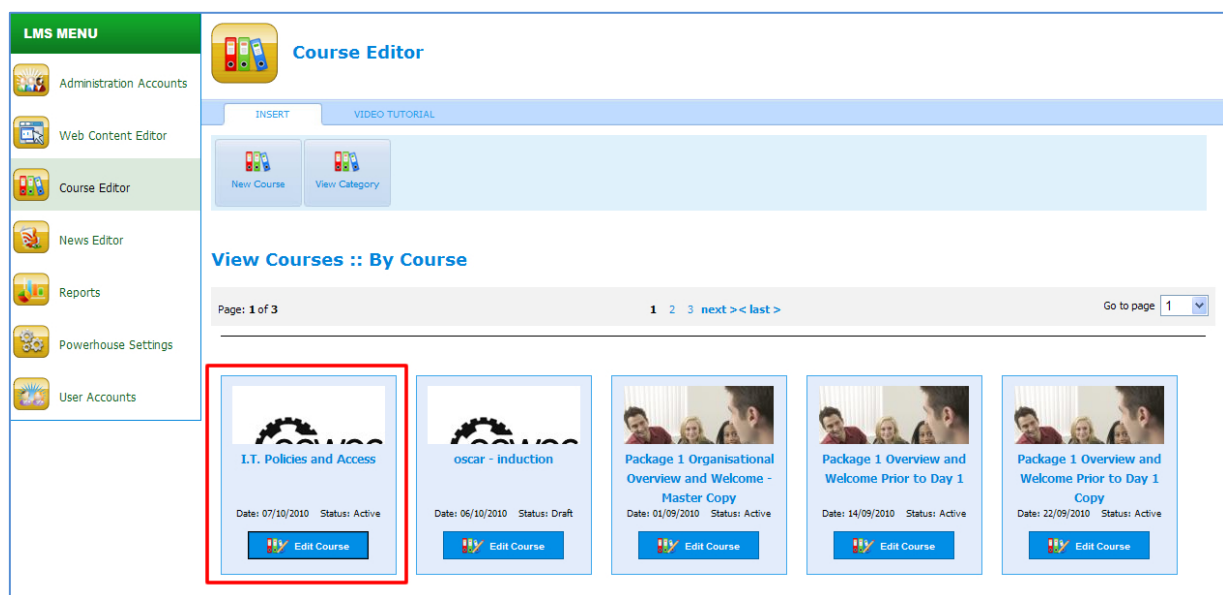 LMS MENU
Administration Accounts
Web Content Editor
Course Editor
News Editor
Reports
Powerhouse Settings
User Accounts
Course Editor
INSERT VIDEO TUTORIAL
New Course View Category
View Courses :: By Course
Page: 1 of 3 1 2 3 next > < last > Go to page 1
I.T. Policies and Access
Date: 07/10/2010 Status: Active
Edit Course
oscar - induction
Date: 06/10/2010 Status: Draft
Edit Course
Package 1 Organisational
Overview and Welcome -
Master Copy
Date: 01/09/2010 Status: Active
Edit Course
Package 1 Overview and
Welcome Prior to Day 1
Date: 14/09/2010 Status: Active
Edit Course
Package 1 Overview and
Welcome Prior to Day 1
Copy
Date: 22/09/2010 Status: Active
Edit Course